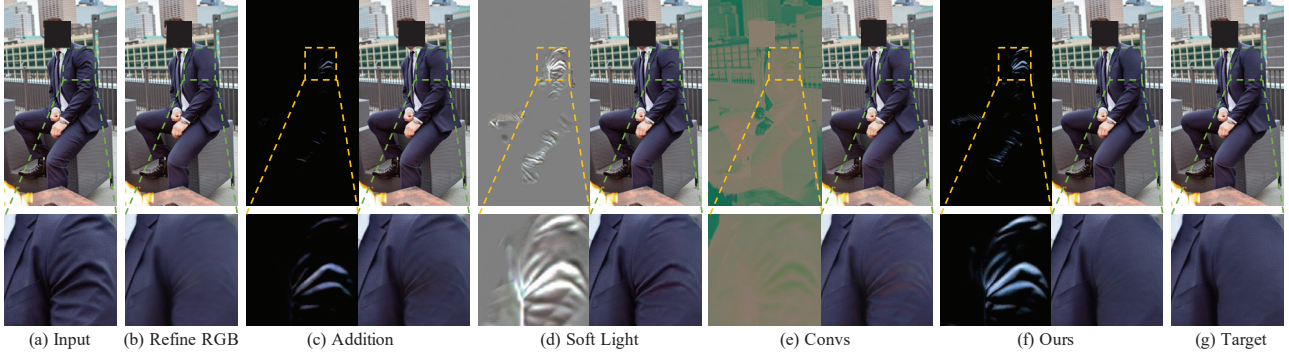 (a) Input (b) Refine RGB (c) Addition (d) Soft Light (e) Convs (f) Ours (g) Target